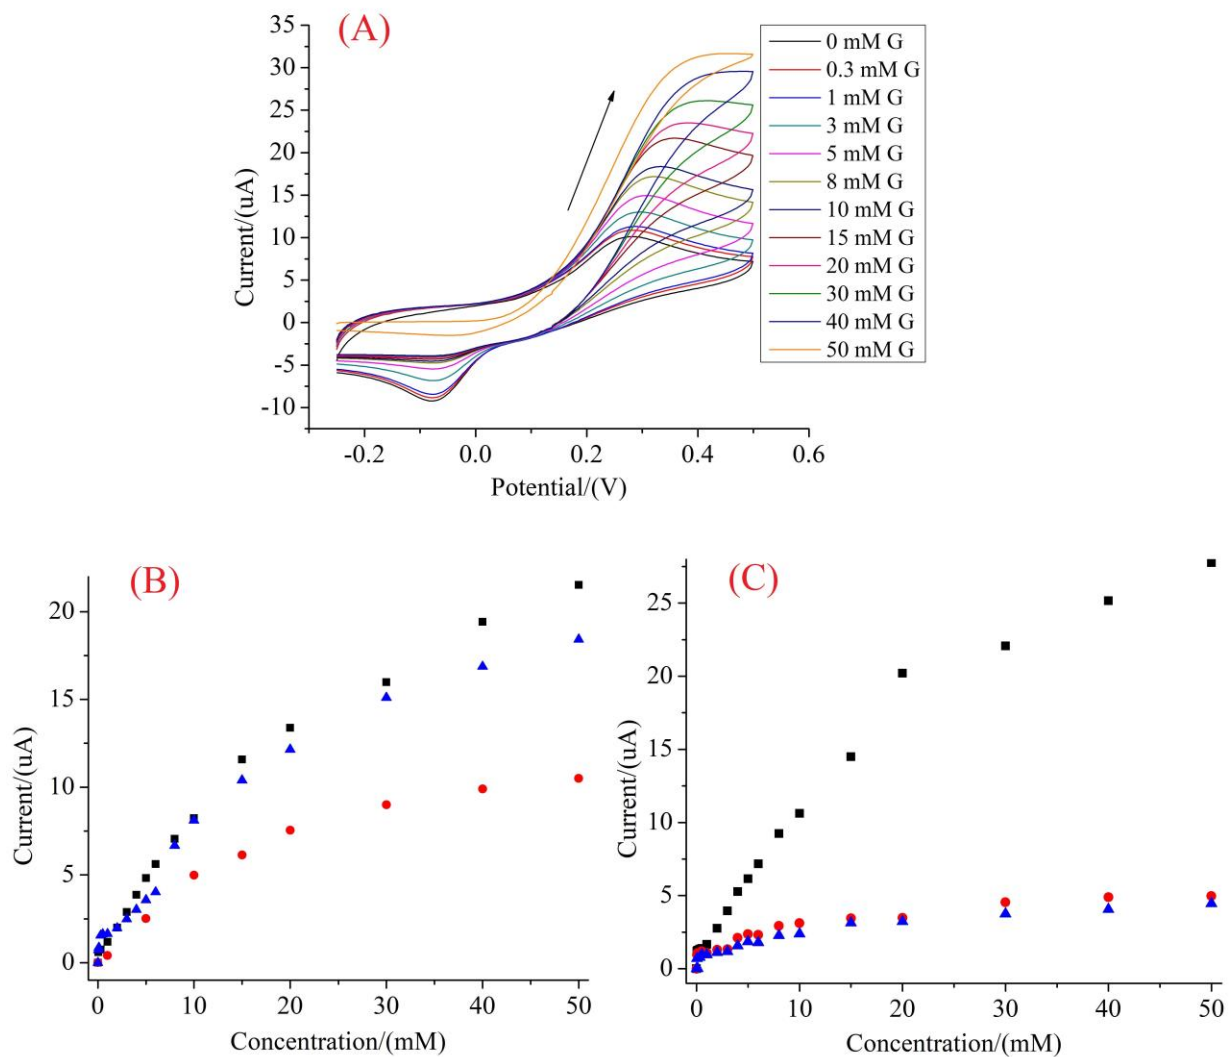 (A)
35
30
25
20
15
10
5
0
-5
-10
Current/(uA)
-0.2
0.0
0.2
0.4
0.6
Potential/(V)
0 mM G
0.3 mM G
1 mM G
3 mM G
5 mM G
8 mM G
10 mM G
15 mM G
20 mM G
30 mM G
40 mM G
50 mM G
(B)
20
15
10
5
0
Current/(uA)
0
10
20
30
40
50
Concentration/(mM)
(C)
25
20
15
10
5
0
Current/(uA)
0
10
20
30
40
50
Concentration/(mM)